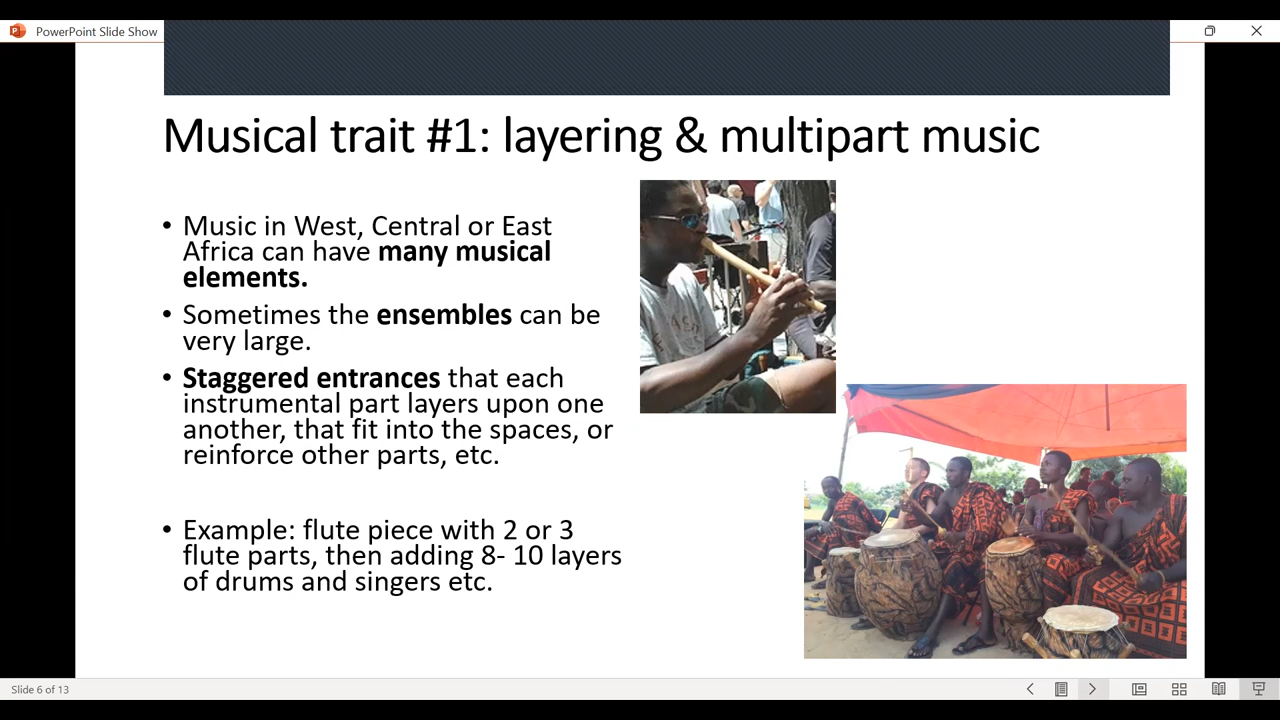 PowerPoint Slide Show
Musical trait #1: layering & multipart music
• Music in West, Central or East
Africa can have many musical
elements.
• Sometimes the ensembles can be
very large.
• Staggered entrances that each
instrumental part layers upon one
another, that fit into the spaces, or
reinforce other parts, etc.
• Example: flute piece with 2 or 3
flute parts, then adding 8- 10 layers
of drums and singers etc.
Slide 6 of 13